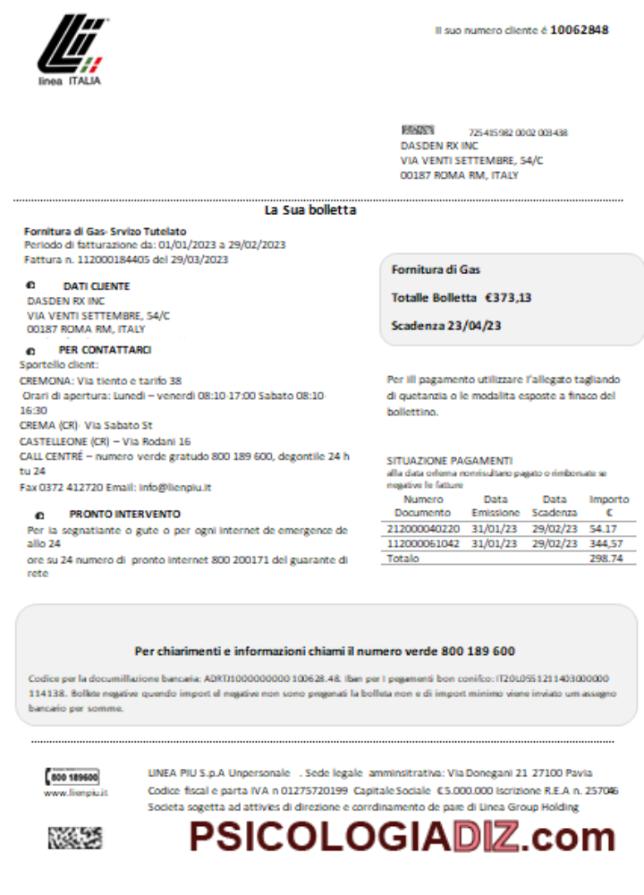 Il suo numero cliente é 10062848
linea ITALIA
725415982 0002 003438
DASDEN RX INC
VIA VENTI SETTEMBRE, 54/C
00187 ROMA RM, ITALY
La Sua bolletta
Fornitura di Gas- Srvizo Tutelato
Periodo di fatturazione da: 01/01/2023 a 29/02/2023
Fattura n. 112000184405 del 29/03/2023
DATI CLIENTE
DASDEN RX INC
VIA VENTI SETTEMBRE, 54/C
00187 ROMA RM, ITALY
PER CONTATTARCI
Sportello client:
CREMONA: Via tiento e tarifo 38
Orari di apertura: Lunedi – venerdi 08:10-17:00 Sabato 08:10-
16:30
CREMA (CR)- Via Sabato St
CASTELLEONE (CR) – Via Rodani 16
CALL CENTRÉ – numero verde gratudo 800 189 600, degontile 24 h
tu 24
Fax 0372 412720 Email: info@lienpiu.it
PRONTO INTERVENTO
Per la segnatiante o gute o per ogni internet de emergence de
allo 24
ore su 24 numero di pronto internet 800 200171 del guarante di
rete
Fornitura di Gas
Totalle Bolletta €373,13
Scadenza 23/04/23
Per ill pagamento utilizzare l'allegato tagliando
di quetanzia o le modalita esposte a finaco del
bollettino.
SITUAZIONE PAGAMENTI
alla data orlema nonrisultano pagato o rimborsate se
negative le fatture
Numero Data Data Importo
Documento Emissione Scadenza €
212000040220 31/01/23 29/02/23 54.17
112000061042 31/01/23 29/02/23 344,57
Totalo 298.74
Per chiarimenti e informazioni chiami il numero verde 800 189 600
Codice per la documillazione bancaria: ADRTJ1000000000 100628.48. Iban per I pegamenti bon conifco: IT20L0551211403000000
114138. Bollete negative quendo import el negative non sono pregenati la bolleta non e di import minimo viene inviato um assegno
bancario per somme.
800 189600
www.lienpiu.it
LINEA PIU S.p.A Unpersonale . Sede legale amminsitrativa: Via Donegani 21 27100 Pavia
Codice fiscal e parta IVA n 01275720199 Capitale Sociale €5.000.000 Iscrizione R.E.A n. 257046
Societa sogetta ad attivies di direzione e corrdinamento de pare di Linea Group Holding
PSICOLOGIADIZ.com